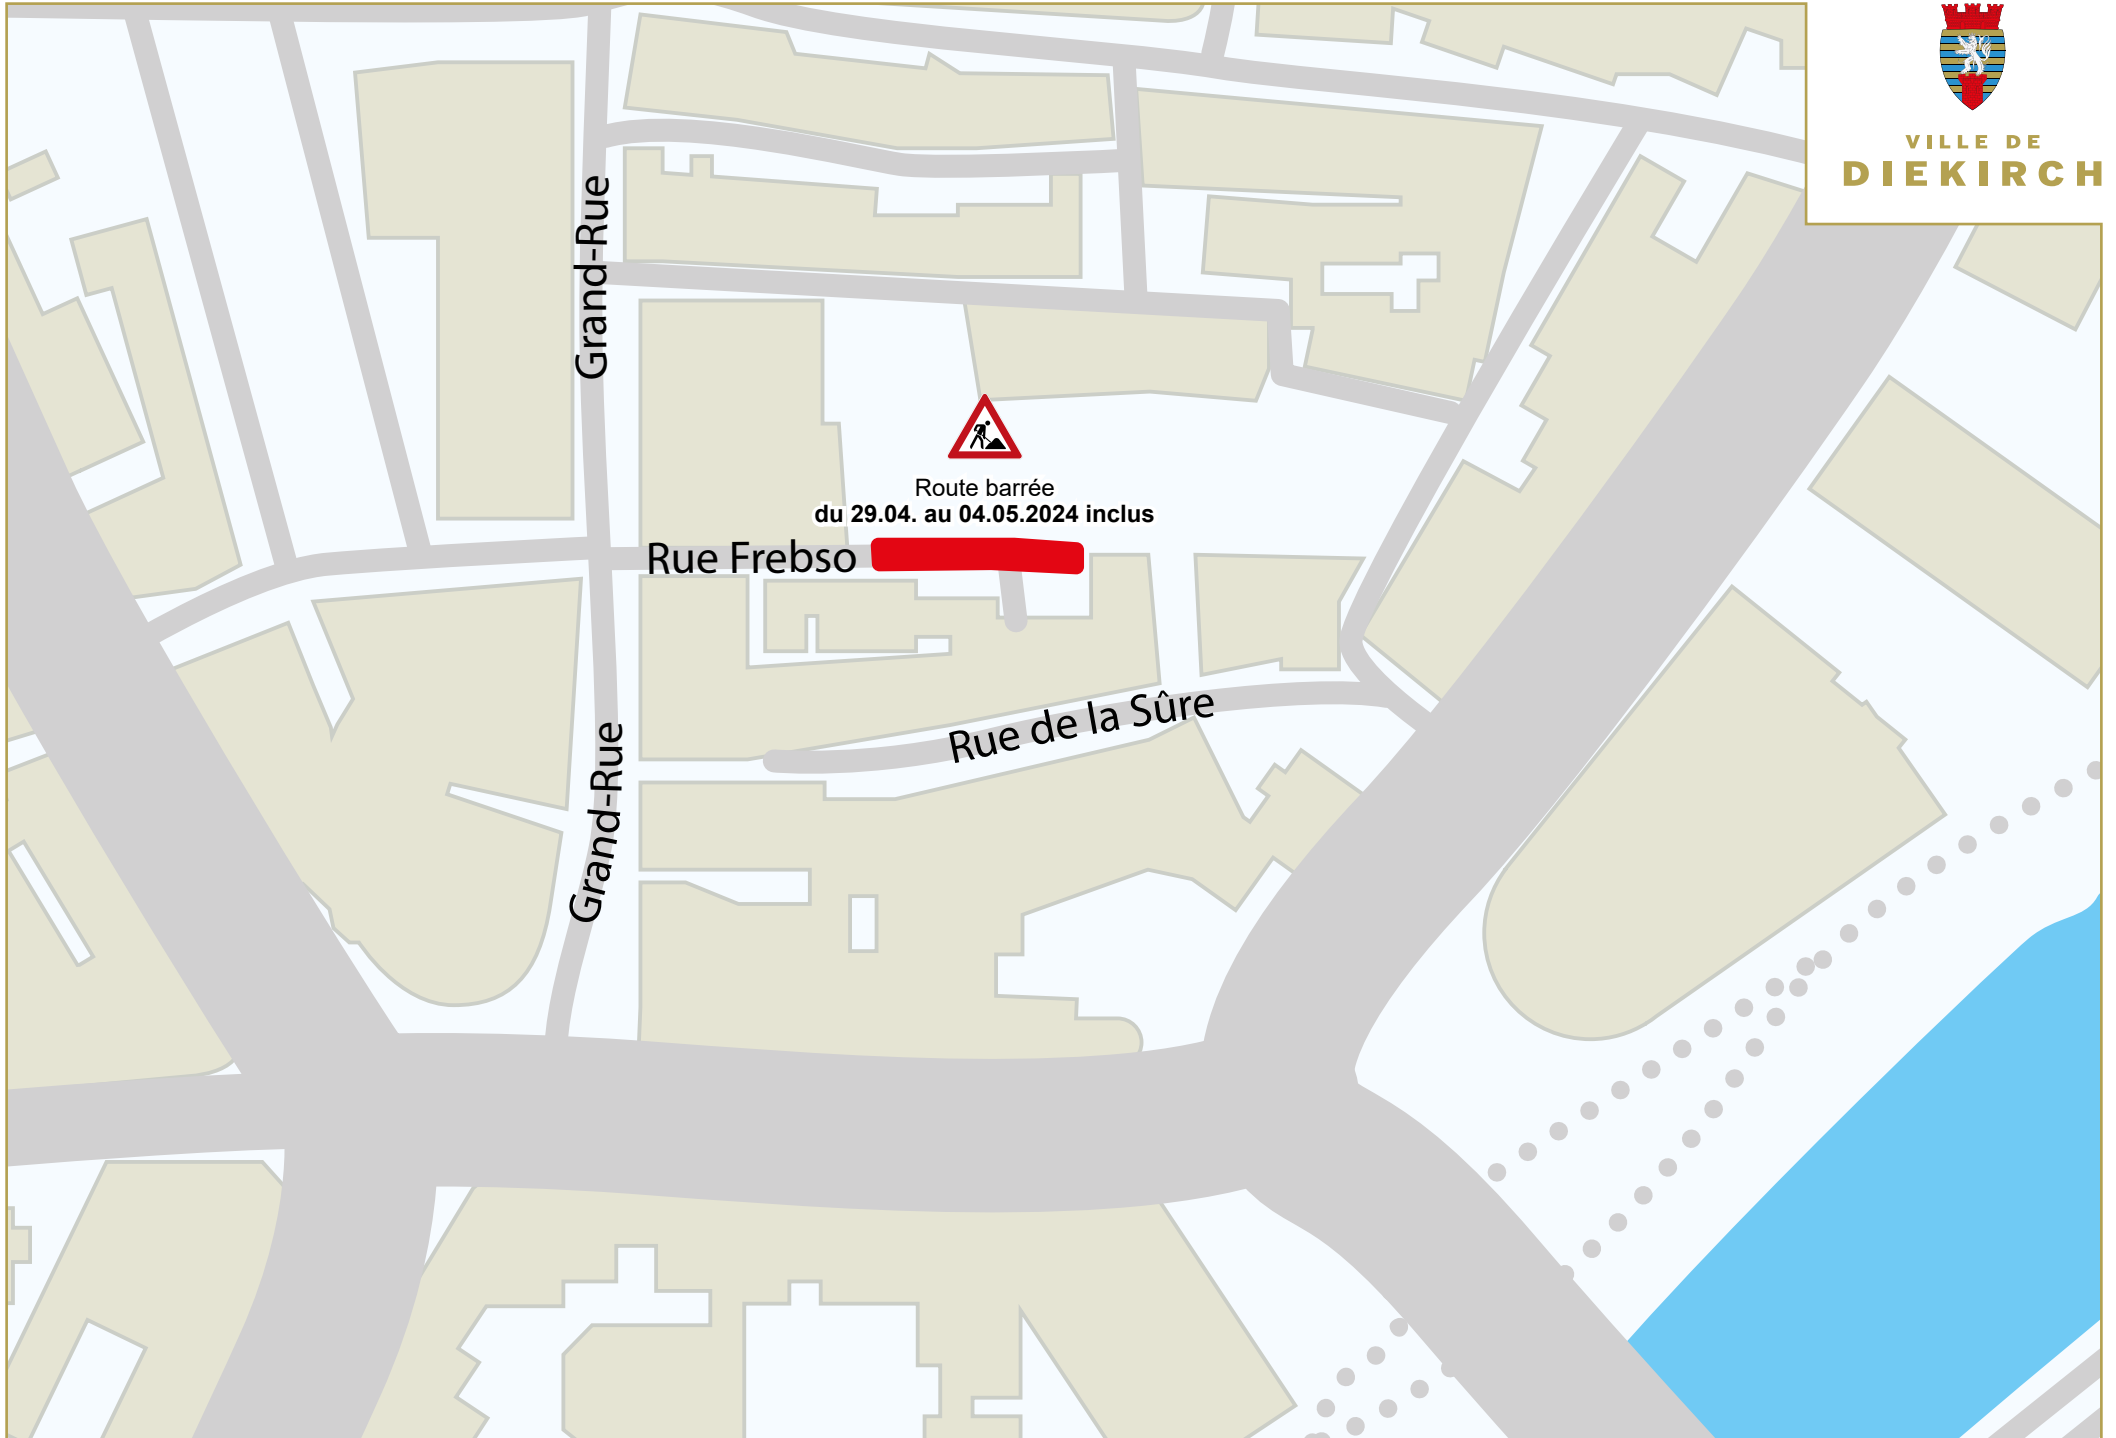 VILLE DE
DIEKIRCH
Grand-Rue
Route barrée
du 29.04. au 04.05.2024 inclus
Rue Frebso
Rue de la Sûre
Grand-Rue